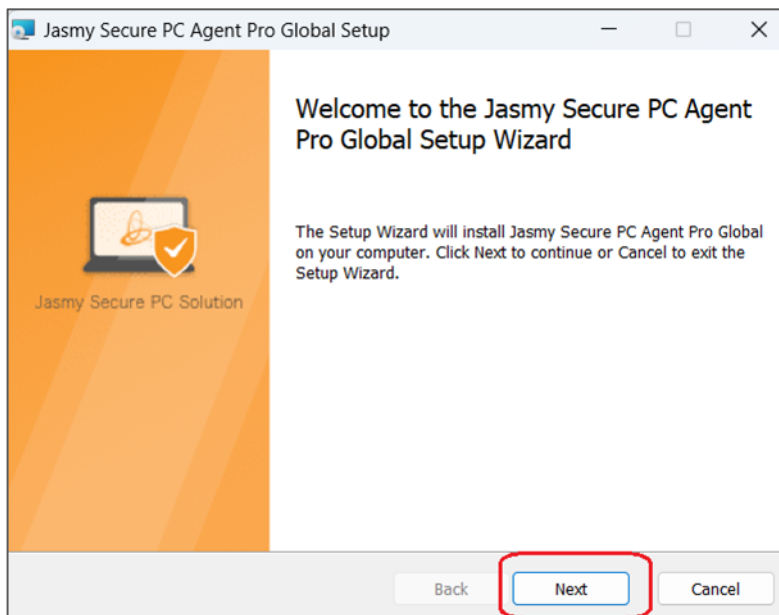 Jasmy Secure PC Agent Pro Global Setup
Welcome to the Jasmy Secure PC Agent
Pro Global Setup Wizard
The Setup Wizard will install Jasmy Secure PC Agent Pro Global
on your computer. Click Next to continue or Cancel to exit the
Setup Wizard.
Jasmy Secure PC Solution
Back
Next
Cancel